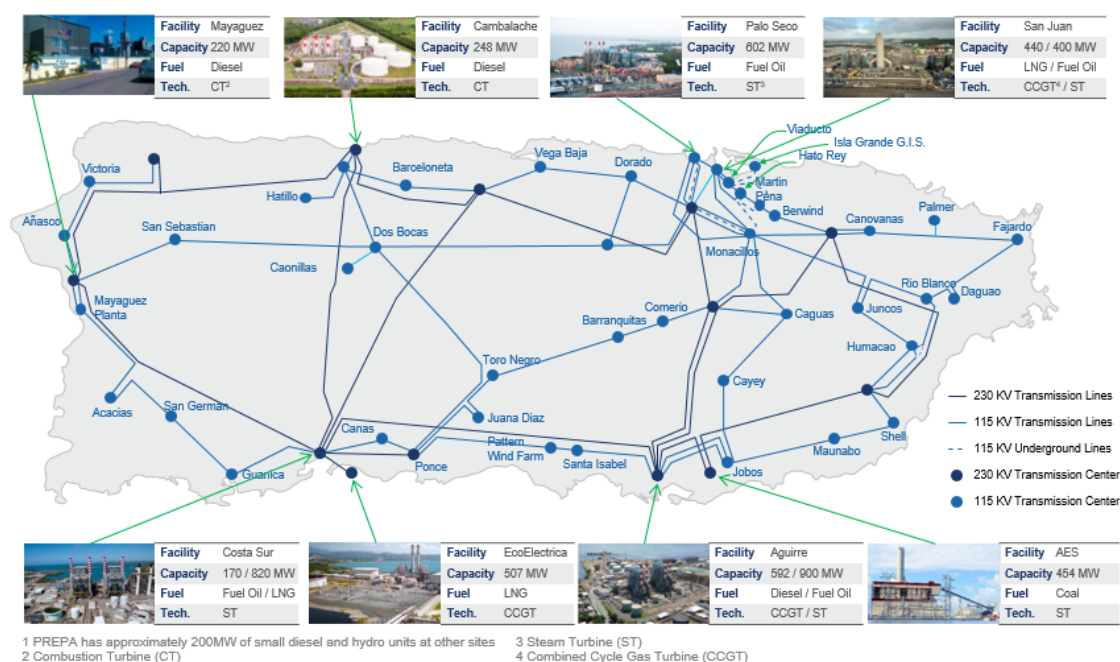 Facility Mayaguez
Capacity 220 MW
Fuel Diesel
Tech. CT2
Facility Cambalache
Capacity 248 MW
Fuel Diesel
Tech. CT
Facility Palo Seco
Capacity 602 MW
Fuel Fuel Oil
Tech. ST3
Facility San Juan
Capacity 440 / 400 MW
Fuel LNG / Fuel Oil
Tech. CCGT4 / ST
Viaducto
Isla Grande G.I.S.
Hato Rey
Victoria
Barceloneta
Vega Baja
Dorado
Martin
Pena
Hatillo
Berwind
Canovanas
Palmer
Añasco
San Sebastian
Dos Bocas
Monacillos
Fajardo
Caonillas
Rio Blanco
Daguao
Mayaguez
Planta
Comerio
Barranquitas
Caguas
Juncos
Humacao
Toro Negro
Cayey
Acacias
San German
Juana Diaz
Canas
Pattern
Wind Farm
Santa Isabel
Shell
Maunabo
Guanica
Ponce
Jobos
230 KV Transmission Lines
115 KV Transmission Lines
115 KV Underground Lines
230 KV Transmission Center
115 KV Transmission Center
Facility Costa Sur
Capacity 170 / 820 MW
Fuel Fuel Oil / LNG
Tech. ST
Facility EcoElectrica
Capacity 507 MW
Fuel LNG
Tech. CCGT
Facility Aguirre
Capacity 592 / 900 MW
Fuel Diesel / Fuel Oil
Tech. CCGT / ST
Facility AES
Capacity 454 MW
Fuel Coal
Tech. ST
1 PREPA has approximately 200MW of small diesel and hydro units at other sites
2 Combustion Turbine (CT)
3 Steam Turbine (ST)
4 Combined Cycle Gas Turbine (CCGT)